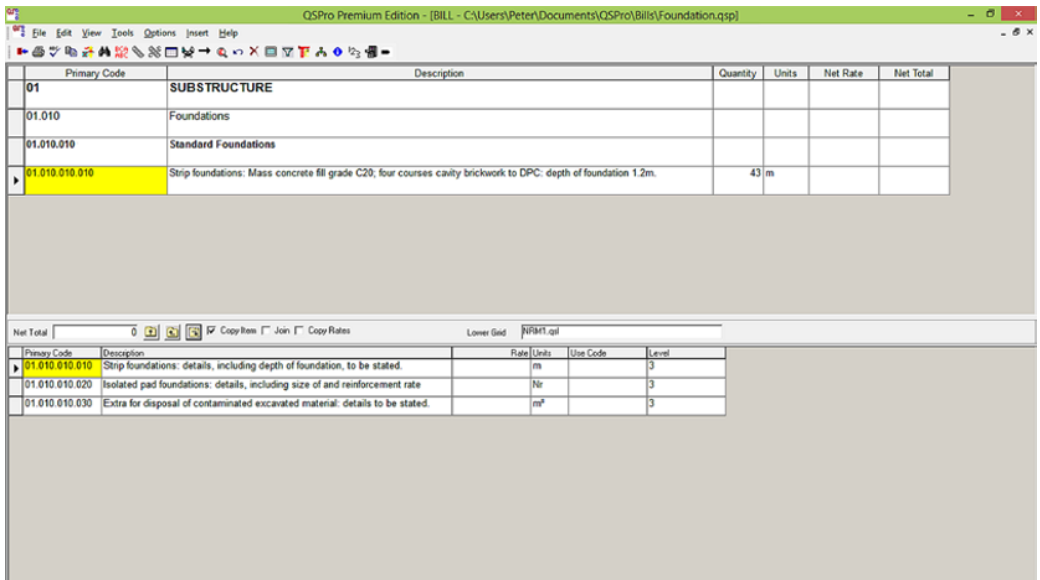 QSPro Premium Edition - [BILL - C:\Users\Peter\Documents\QSPro\Bills\Foundation.qsp]
File Edit View Tools Options Insert Help
Primary Code Description Quantity Units Net Rate Net Total
01 SUBSTRUCTURE
01.010 Foundations
01.010.010 Standard Foundations
01.010.010.010 Strip foundations: Mass concrete fill grade C20; four courses cavity brickwork to DPC: depth of foundation 1.2m. 43 m
Net Total 0 Copy Item Join Copy Rates Lower Grid NRM1.qsl
Primary Code Description Rate Units Use Code Level
01.010.010.010 Strip foundations: details, including depth of foundation, to be stated. m 3
01.010.010.020 Isolated pad foundations: details, including size of and reinforcement rate Nr 3
01.010.010.030 Extra for disposal of contaminated excavated material: details to be stated. 3